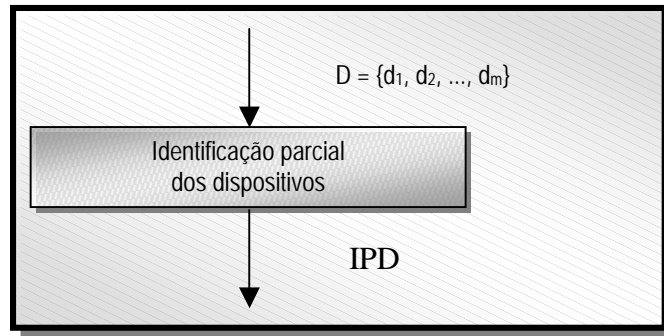 D = {d₁, d₂, ..., dₘ}
Identificação parcial
dos dispositivos
IPD